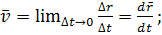 v̄ = lim_{Δt→0} Δr/Δt = dr̄/dt ;